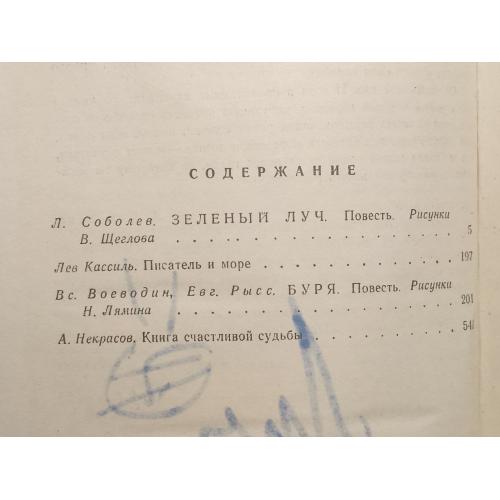 СОДЕРЖАНИЕ
Л. Соболев. ЗЕЛЕНЫЙ ЛУЧ. Повесть. Рисунки
В. Щеглова . . . . . . . . . . . . . . . . 5
Лев Кассиль. Писатель и море . . . . . . . . . . . . 197
Вс. Воеводин, Евг. Рысс. БУРЯ. Повесть. Рисунки
Н. Лямина . . . . . . . . . . . . . . . . 201
А. Некрасов. Книга счастливой судьбы . . . . . . . . . 54